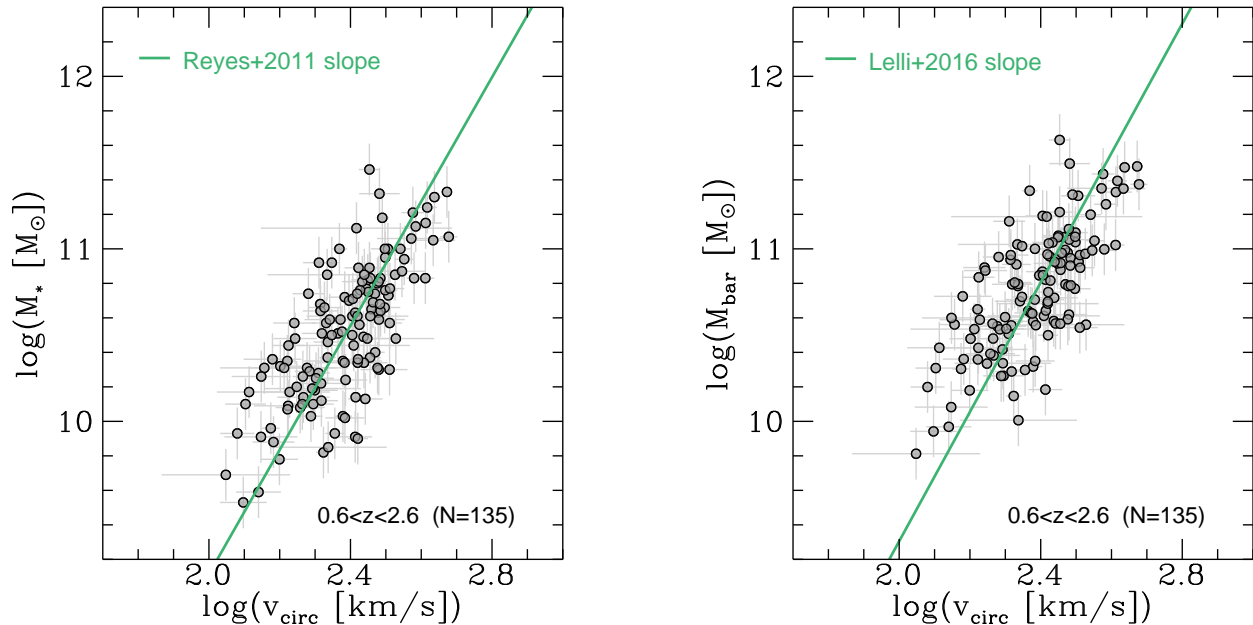 Reyes+2011 slope
12
11
10
log(M* [M⊙])
0.6<z<2.6 (N=135)
2.0 2.4 2.8
log(vcirc [km/s])
Lelli+2016 slope
12
11
10
log(Mbar [M⊙])
0.6<z<2.6 (N=135)
2.0 2.4 2.8
log(vcirc [km/s])